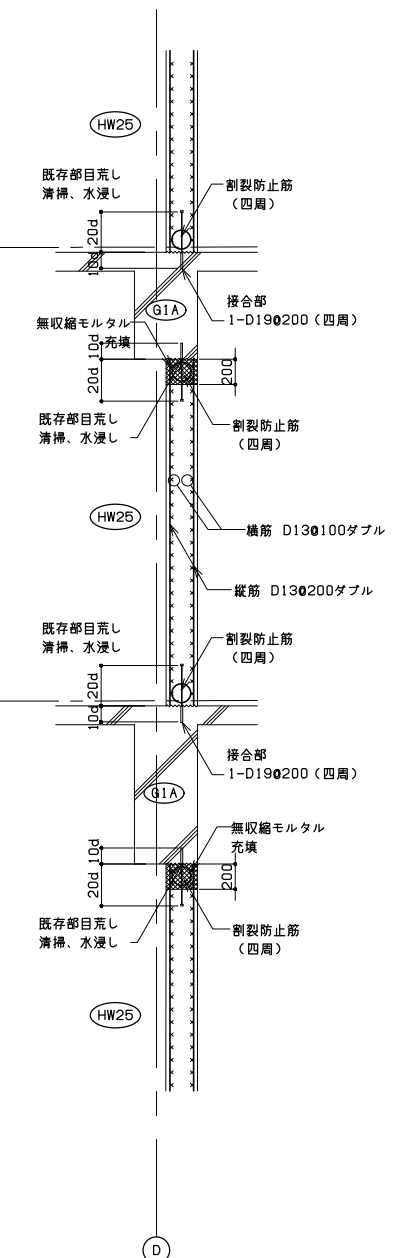 HW25
既存部目荒し
清掃、水浸し
割裂防止筋
(四周)
20d
10d
接合部
1-D19@200(四周)
G1A
無収縮モルタル
充填
10d
20d
200
既存部目荒し
清掃、水浸し
割裂防止筋
(四周)
HW25
横筋 D13@100ダブル
縦筋 D13@200ダブル
既存部目荒し
清掃、水浸し
割裂防止筋
(四周)
20d
10d
接合部
1-D19@200(四周)
G1A
無収縮モルタル
充填
10d
20d
200
既存部目荒し
清掃、水浸し
割裂防止筋
(四周)
HW25
D